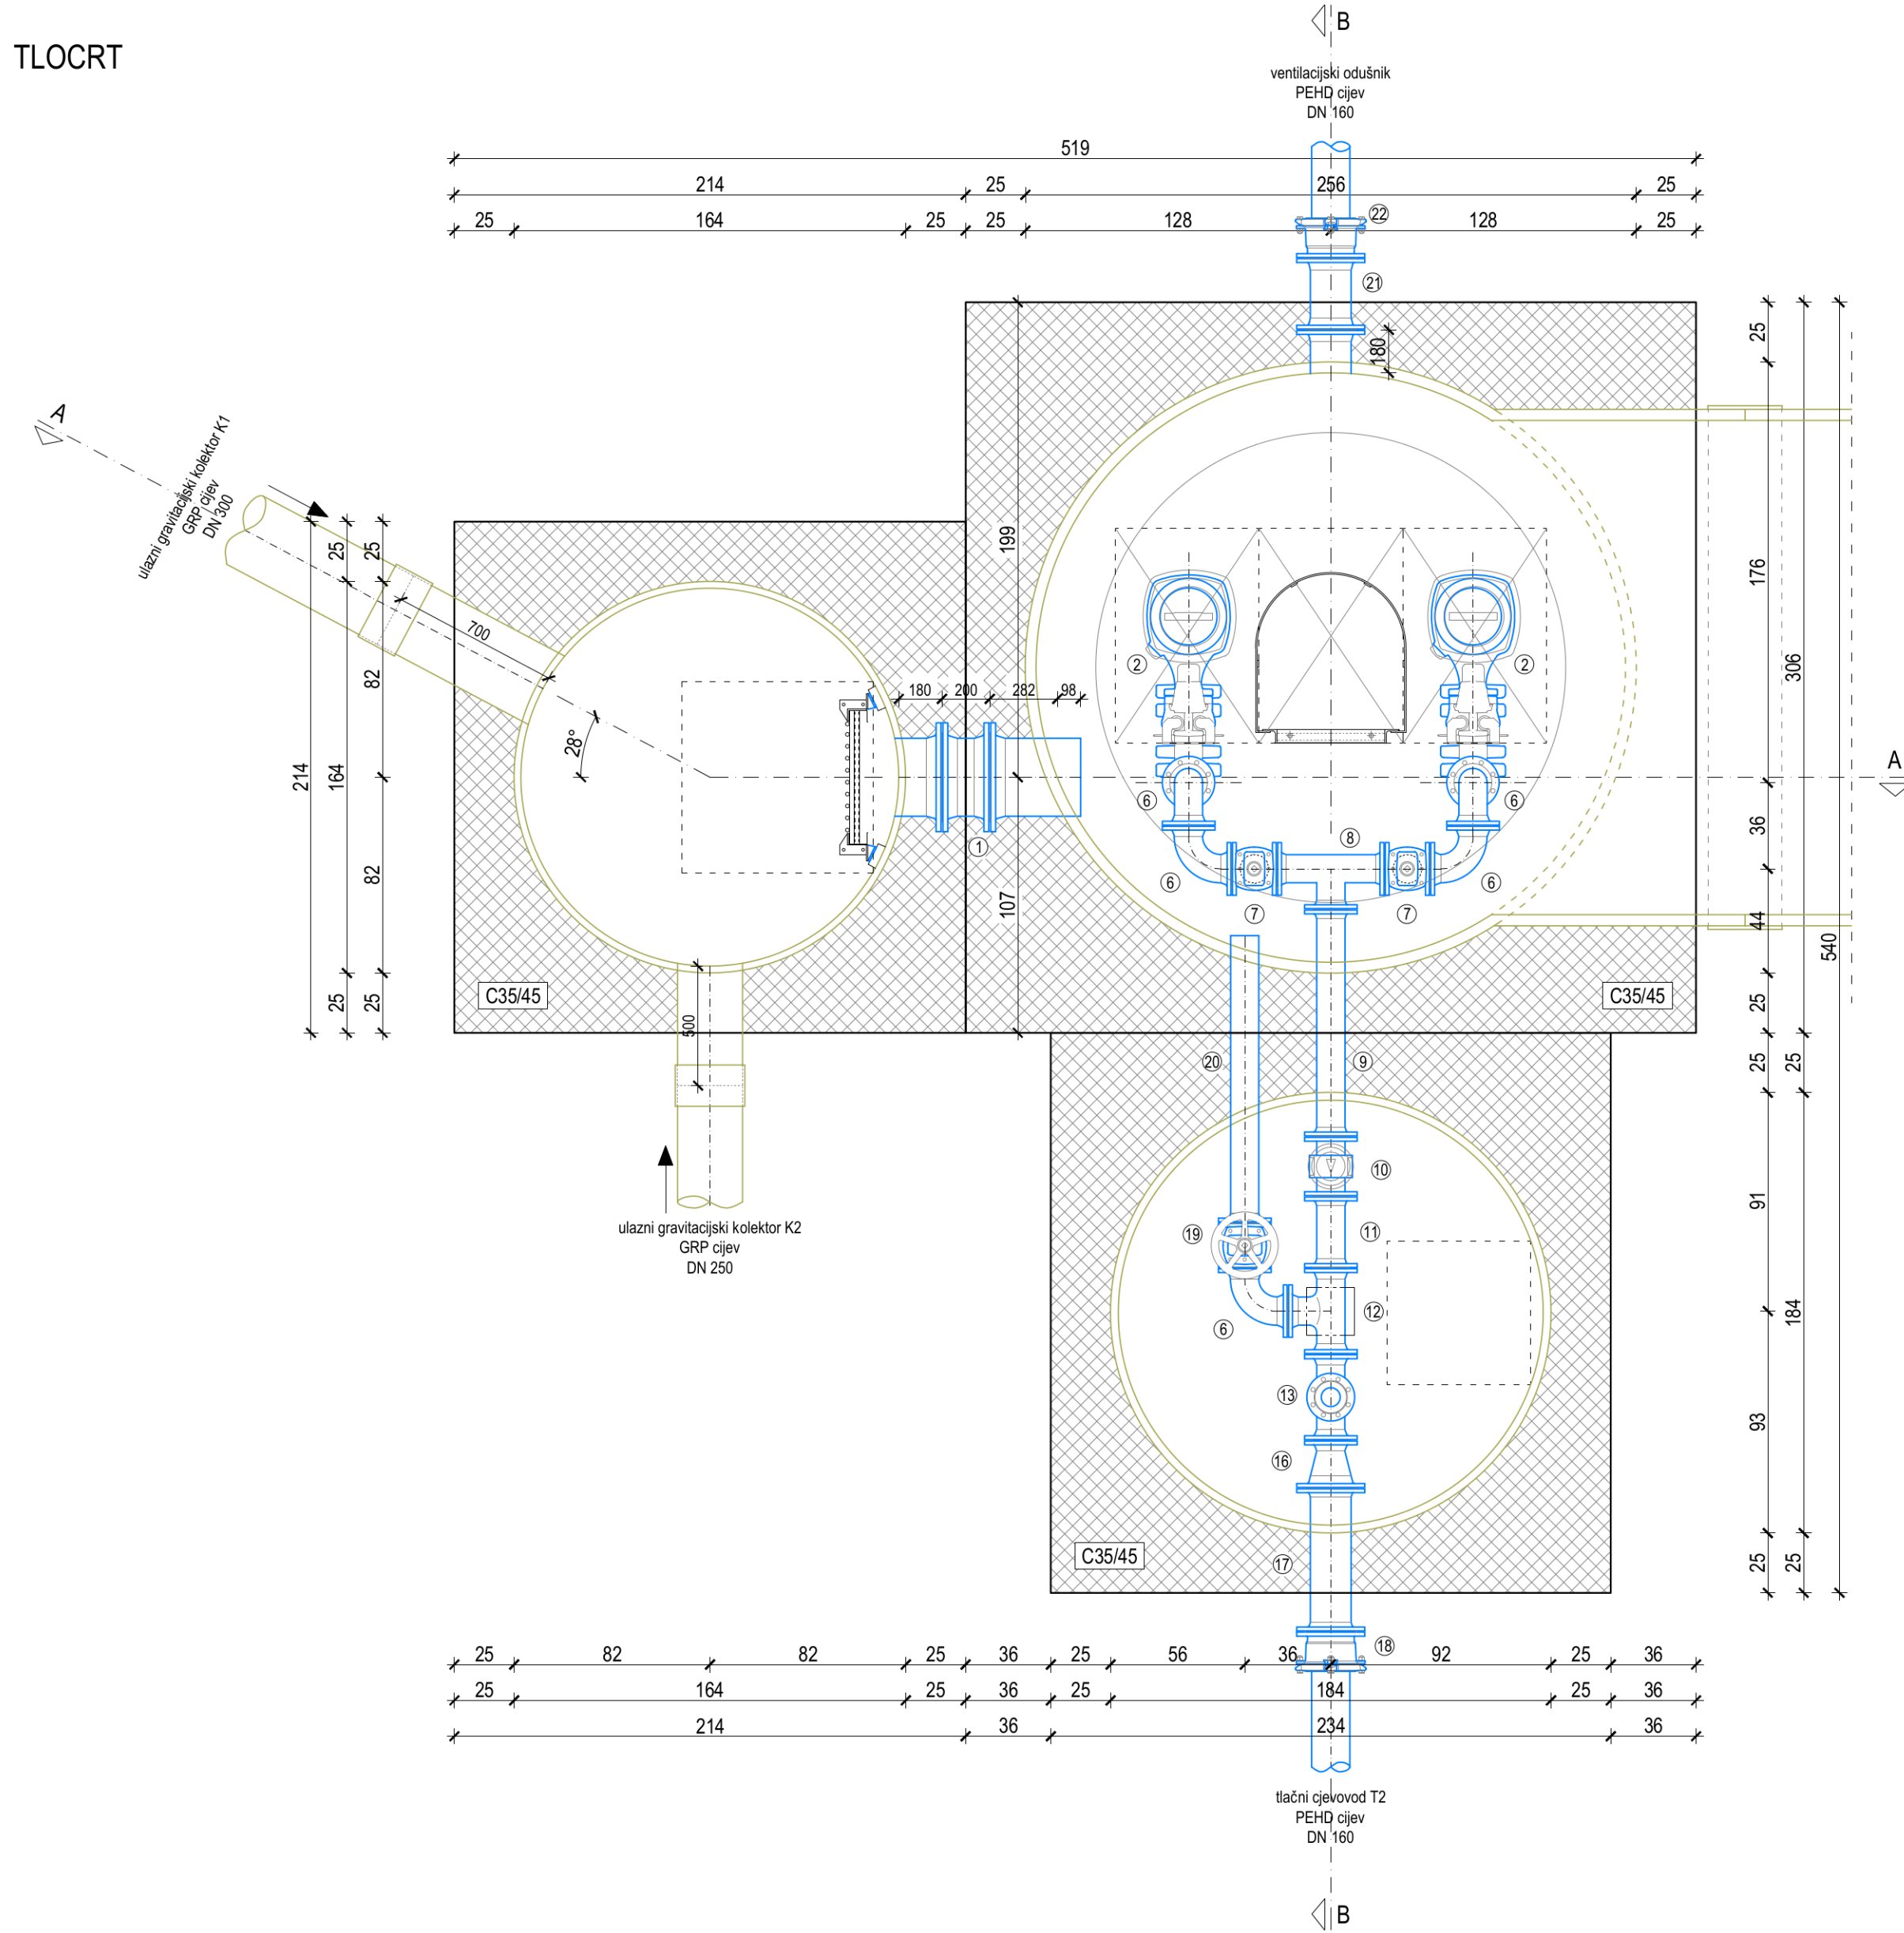 TLOCRT
B
ventilacijski odušnik
PEHD cijev
DN 160
519
214 25 256 25
25 164 25 25 128 128 25
22
21
180
25
A
ulazni gravitacijski kolektor K1
GRP cijev
DN 300
25 25
199
176
700
82
2 2
306
28°
180 200 282 98
214 164
A
6 6
36
8
1
82
6 6
107
7 7
44
540
C35/45
C35/45
25 25
25
500
20
9
25 25
10
91
19
11
ulazni gravitacijski kolektor K2
GRP cijev
DN 250
12
184
6
13
93
16
C35/45
17
25 25
18
25 82 82 25 36 25 56 36 92 25 36
25 164 25 36 25 184 25 36
214 36 234 36
tlačni cjevovod T2
PEHD cijev
DN 160
B